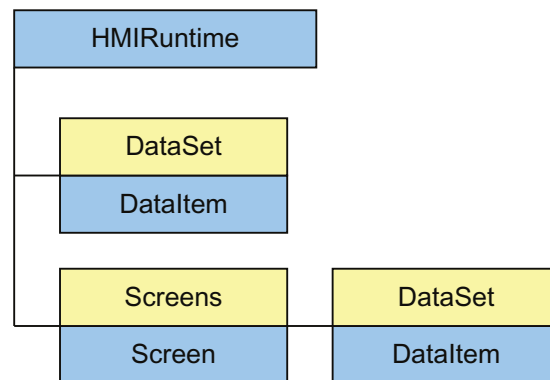 HMIRuntime
DataSet
DataItem
Screens
DataSet
Screen
DataItem